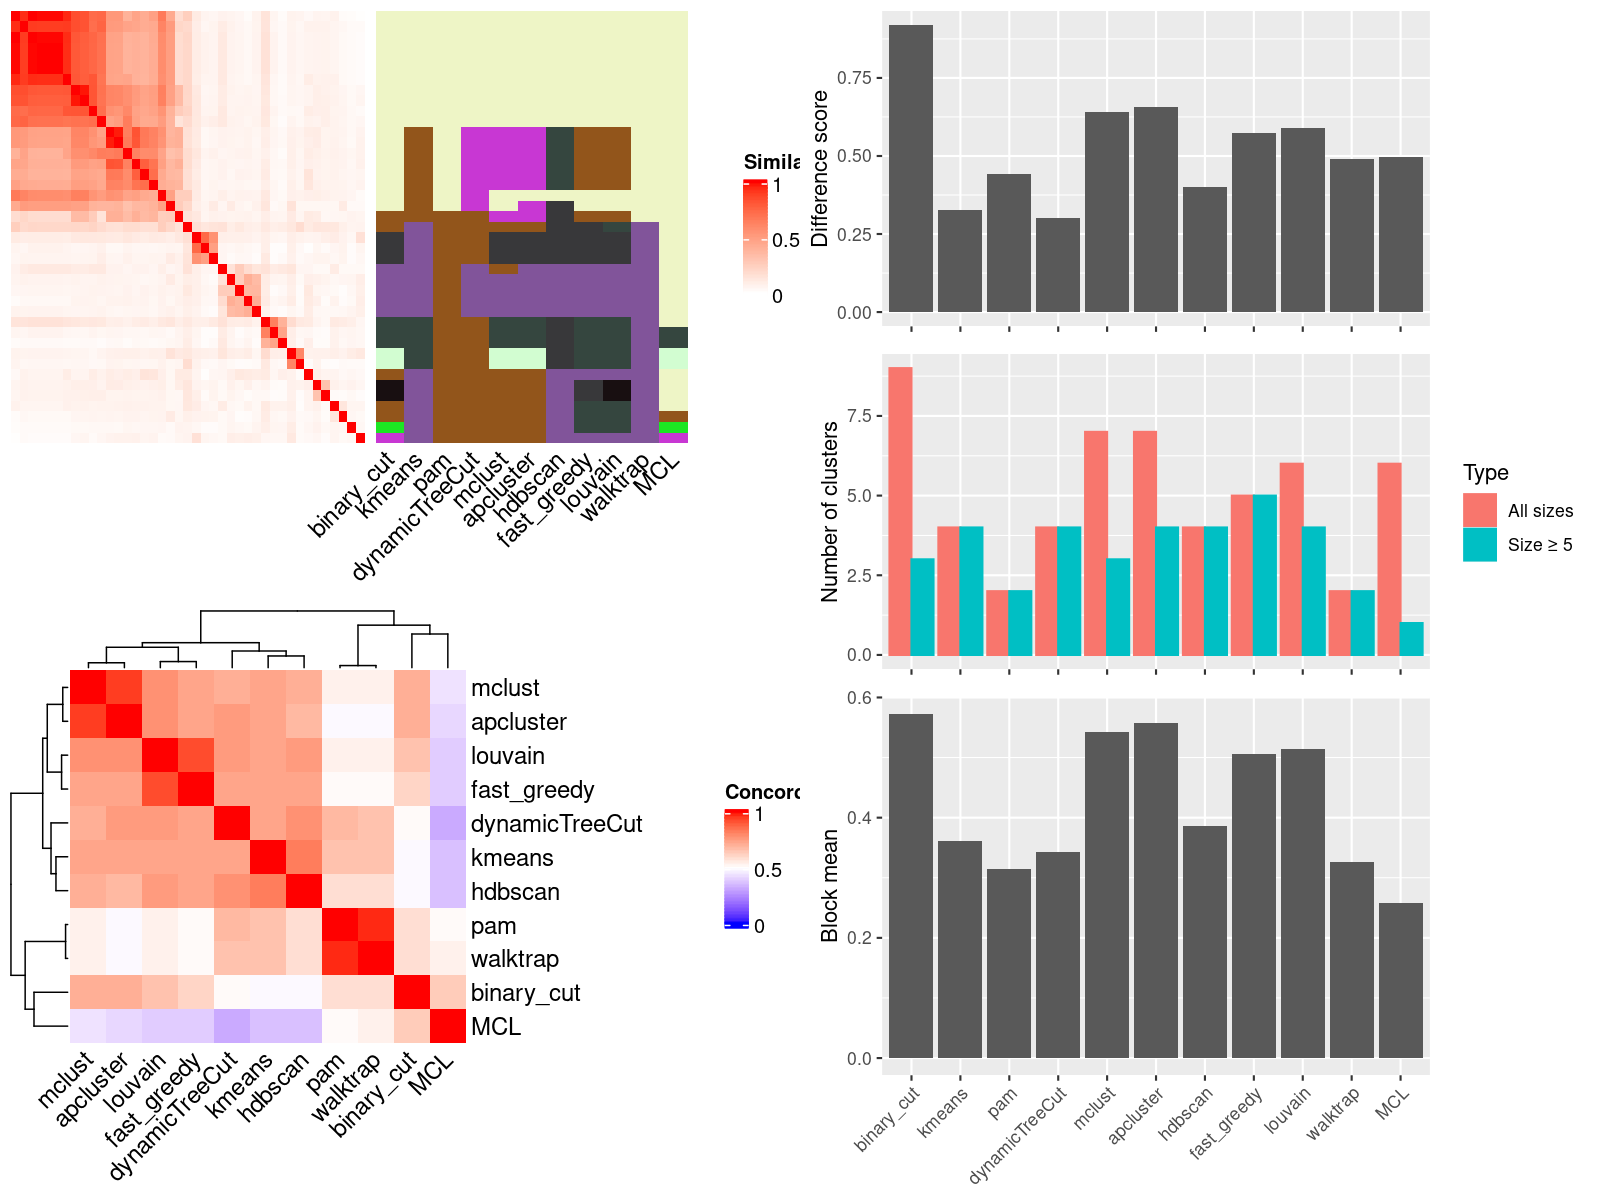 Simila
1
0.5
0
binary_cut
kmeans
pam
dynamicTreeCut
mclust
apcluster
hdbscan
fast_greedy
louvain
walktrap
MCL
mclust
apcluster
louvain
fast_greedy
dynamicTreeCut
kmeans
hdbscan
pam
walktrap
binary_cut
MCL
mclust
apcluster
louvain
fast_greedy
dynamicTreeCut
kmeans
hdbscan
pam
walktrap
binary_cut
MCL
Concord
1
0.5
0
Difference score
0.75
0.50
0.25
0.00
Number of clusters
7.5
5.0
2.5
0.0
Type
All sizes
Size ≥ 5
Block mean
0.6
0.4
0.2
0.0
binary_cut
kmeans
pam
dynamicTreeCut
mclust
apcluster
hdbscan
fast_greedy
louvain
walktrap
MCL